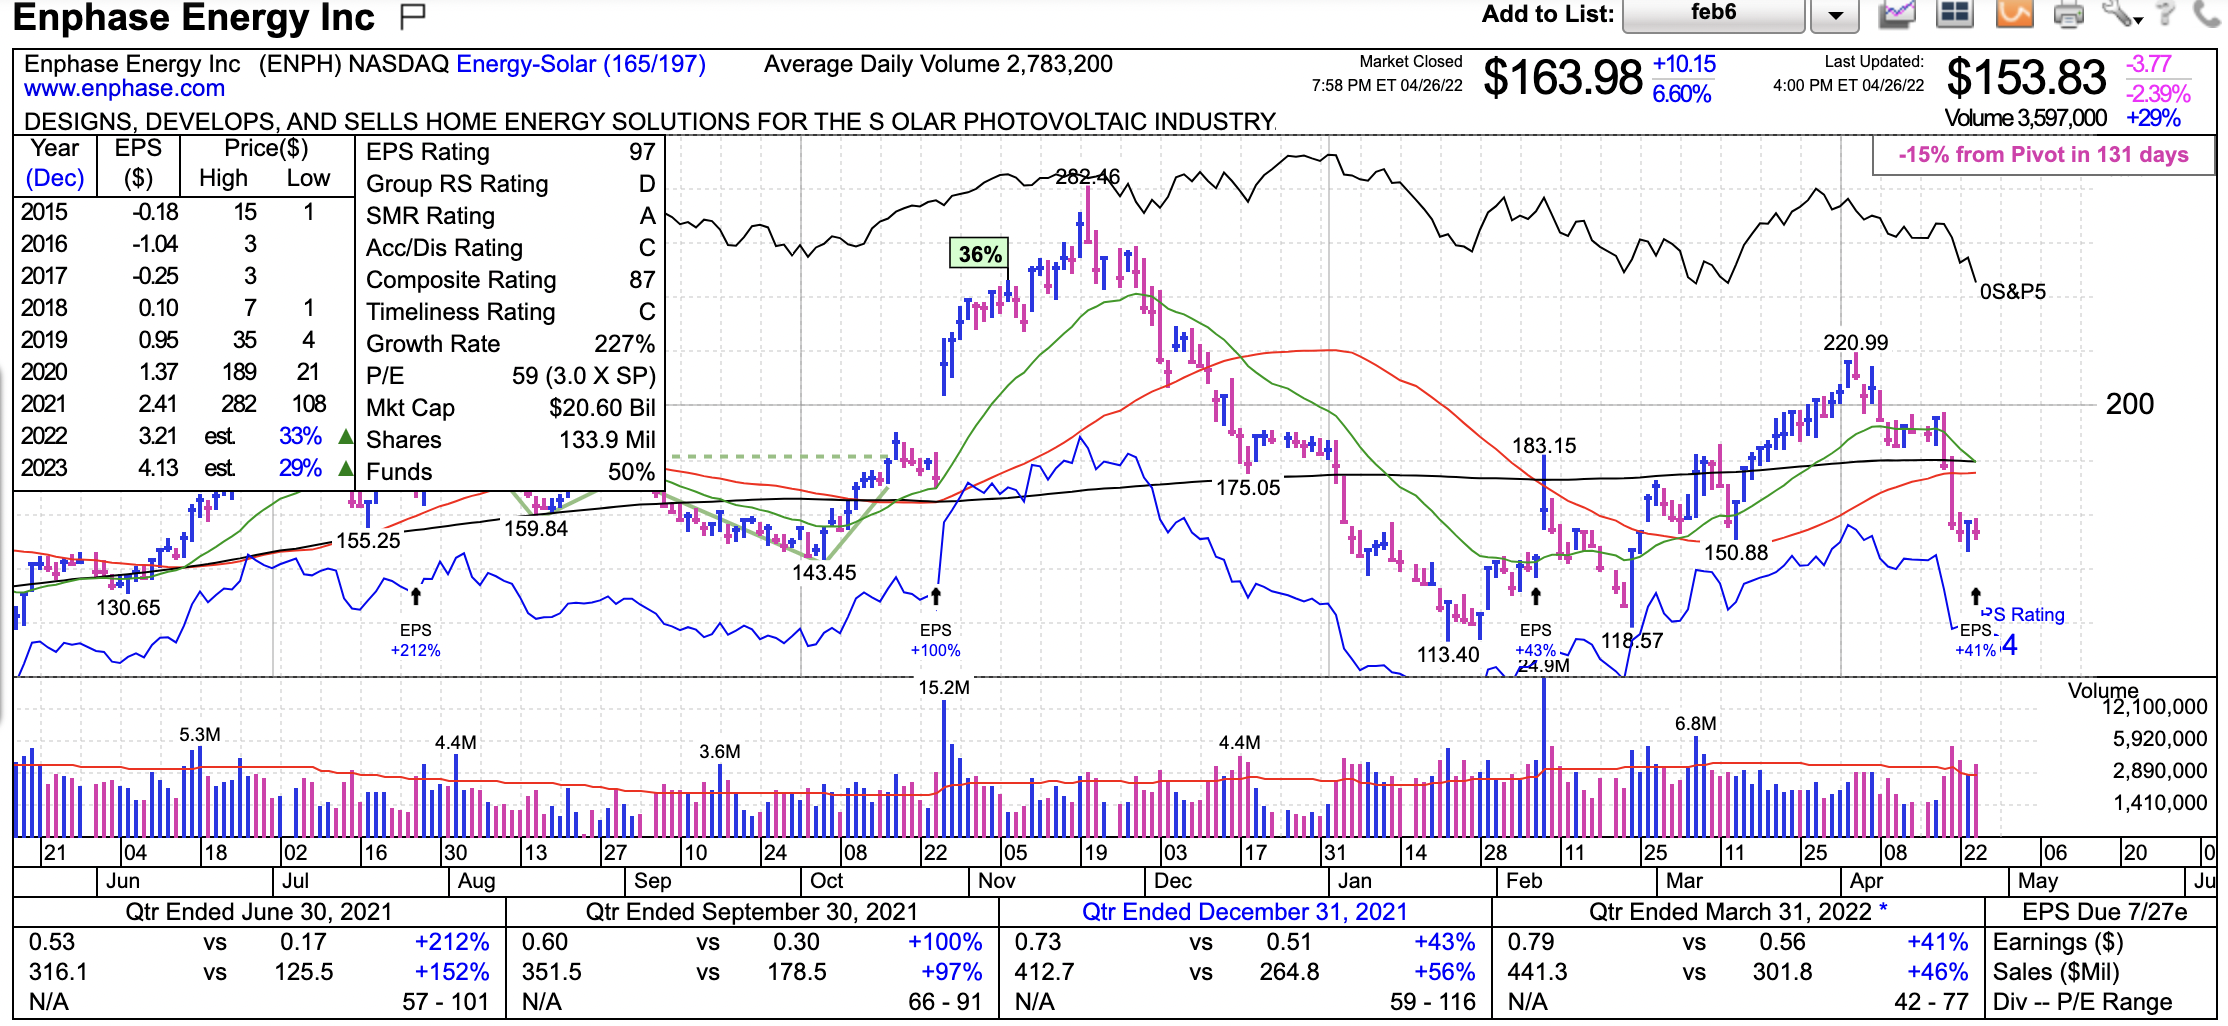 Enphase Energy Inc
Add to List: feb6
Enphase Energy Inc (ENPH) NASDAQ Energy-Solar (165/197) Average Daily Volume 2,783,200
www.enphase.com
DESIGNS, DEVELOPS, AND SELLS HOME ENERGY SOLUTIONS FOR THE S OLAR PHOTOVOLTAIC INDUSTRY.
Market Closed
7:58 PM ET 04/26/22
$163.98
+10.15
6.60%
Last Updated:
4:00 PM ET 04/26/22
$153.83
-3.77
-2.39%
Volume 3,597,000 +29%
-15% from Pivot in 131 days
Year EPS Price($)
(Dec) ($) High Low
2015 -0.18 15 1
2016 -1.04 3
2017 -0.25 3
2018 0.10 7 1
2019 0.95 35 4
2020 1.37 189 21
2021 2.41 282 108
2022 3.21 est. 33%
2023 4.13 est. 29%
EPS Rating 97
Group RS Rating D
SMR Rating A
Acc/Dis Rating C
Composite Rating 87
Timeliness Rating C
Growth Rate 227%
P/E 59 (3.0 X SP)
Mkt Cap $20.60 Bil
Shares 133.9 Mil
Funds 50%
282.46
36%
0S&P5
220.99
200
183.15
175.05
155.25
159.84
150.88
143.45
130.65
118.57
113.40
EPS
+212%
EPS
+100%
EPS
+43%
EPS
+41%
RS Rating
4
24.9M
15.2M
5.3M
4.4M
3.6M
4.4M
6.8M
Volume
12,100,000
5,920,000
2,890,000
1,410,000
21 04 18 02 16 30 13 27 10 24 08 22 05 19 03 17 31 14 28 11 25 11 25 08 22 06 20 0
Jun Jul Aug Sep Oct Nov Dec Jan Feb Mar Apr May Ju
Qtr Ended June 30, 2021 Qtr Ended September 30, 2021 Qtr Ended December 31, 2021 Qtr Ended March 31, 2022 * EPS Due 7/27e
0.53 vs 0.17 +212% 0.60 vs 0.30 +100% 0.73 vs 0.51 +43% 0.79 vs 0.56 +41% Earnings ($)
316.1 vs 125.5 +152% 351.5 vs 178.5 +97% 412.7 vs 264.8 +56% 441.3 vs 301.8 +46% Sales ($Mil)
N/A 57 - 101 N/A 66 - 91 N/A 59 - 116 N/A 42 - 77 Div -- P/E Range